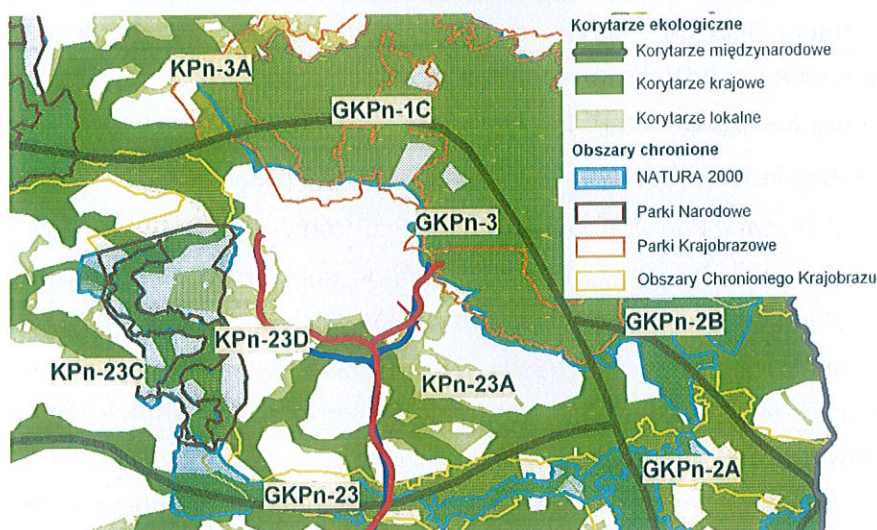 Korytarze ekologiczne
Korytarze międzynarodowe
Korytarze krajowe
Korytarze lokalne
Obszary chronione
NATURA 2000
Parki Narodowe
Parki Krajobrazowe
Obszary Chronionego Krajobrazu
KPn-3A
GKPn-1C
GKPn-3
GKPn-2B
KPn-23D
KPn-23C
KPn-23A
GKPn-2A
GKPn-23